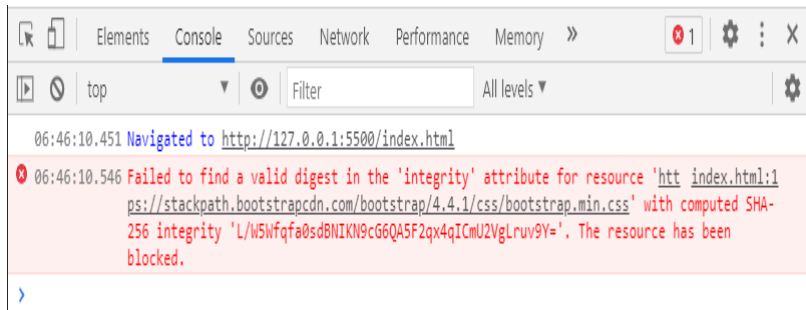 Elements Console Sources Network Performance Memory » 1
top Filter All levels
06:46:10.451 Navigated to http://127.0.0.1:5500/index.html
06:46:10.546 Failed to find a valid digest in the 'integrity' attribute for resource 'htt index.html:1
ps://stackpath.bootstrapcdn.com/bootstrap/4.4.1/css/bootstrap.min.css' with computed SHA-
256 integrity 'L/W5Wfqfa0sdBNIKN9cG6QA5F2qx4qICmU2VgLruv9Y='. The resource has been
blocked.